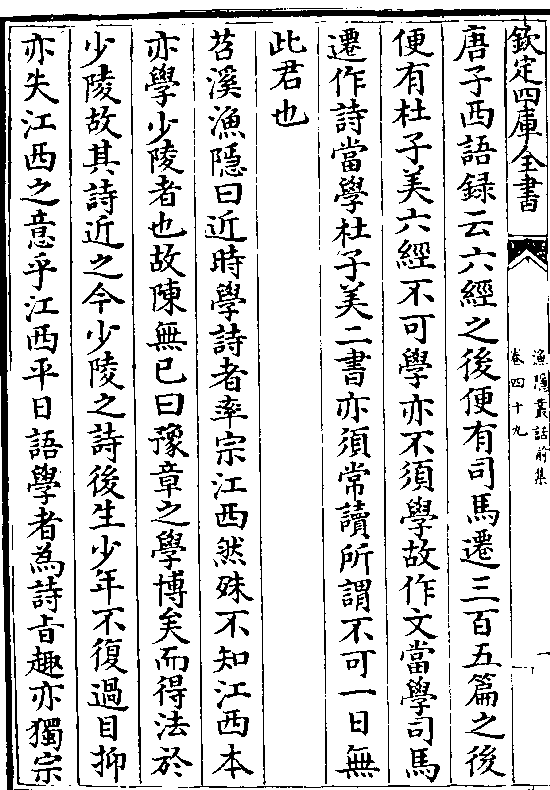 欽定四庫全書
漁隱叢話前集
卷四十九
一
唐子西語録云六經之後便有司馬遷三百五篇之後
便有杜子美六經不可學亦不須學故作文當學司馬
遷作詩當學杜子美二書亦須常讀所謂不可一日無
此君也
苕溪漁隱曰近時學詩者率宗江西然殊不知江西本
亦學少陵者也故陳無已曰豫章之學博矣而得法於
少陵故其詩近之今少陵之詩後生少年不復過目抑
亦失江西之意乎江西平日語學者為詩㫖趣亦獨宗